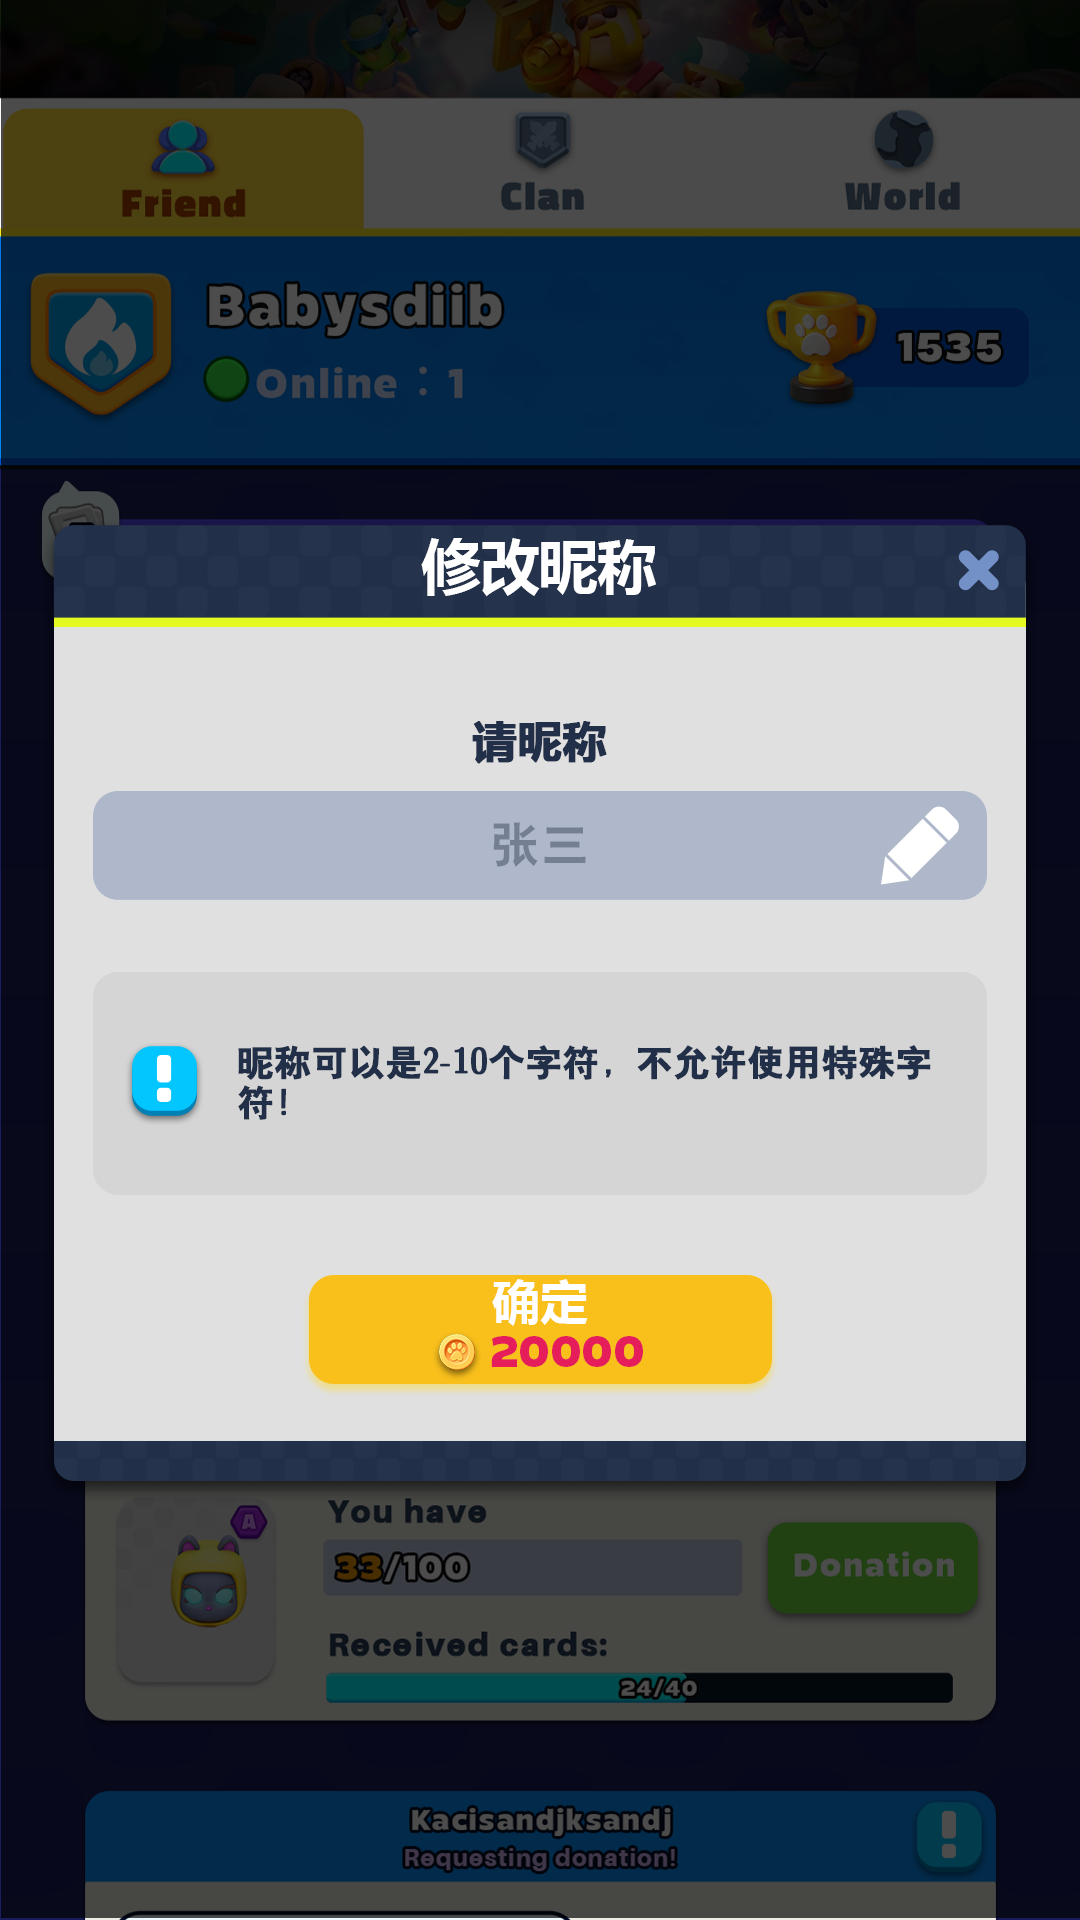 Friend
Clan
World
Babysdiib
Online：1
1535
修改昵称
请昵称
张三
昵称可以是2-10个字符，不允许使用特殊字
符！
确定
20000
A
You have
33/100
Donation
Received cards:
24/40
Kacisandjksandj
Requesting donation!